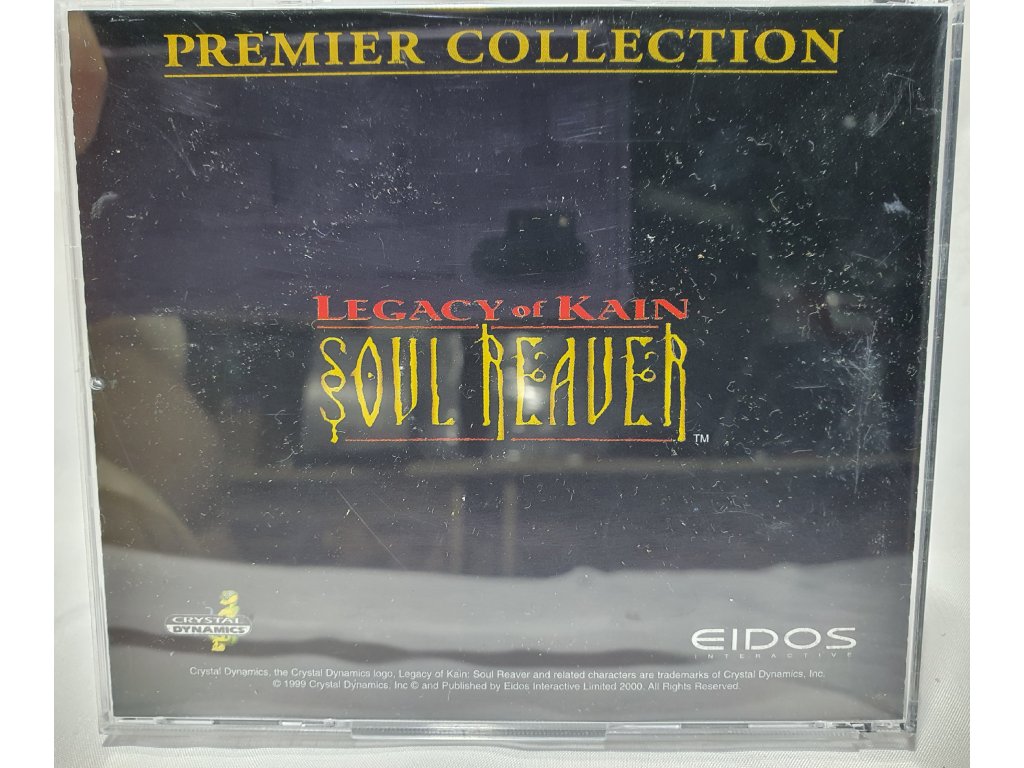 PREMIER COLLECTION
LEGACY of KAIN
SOUL REAVER
TM
CRYSTAL
DYNAMICS
EIDOS
INTERACTIVE
Crystal Dynamics, the Crystal Dynamics logo, Legacy of Kain: Soul Reaver and related characters are trademarks of Crystal Dynamics, Inc.
© 1999 Crystal Dynamics, Inc © and Published by Eidos Interactive Limited 2000. All Rights Reserved.